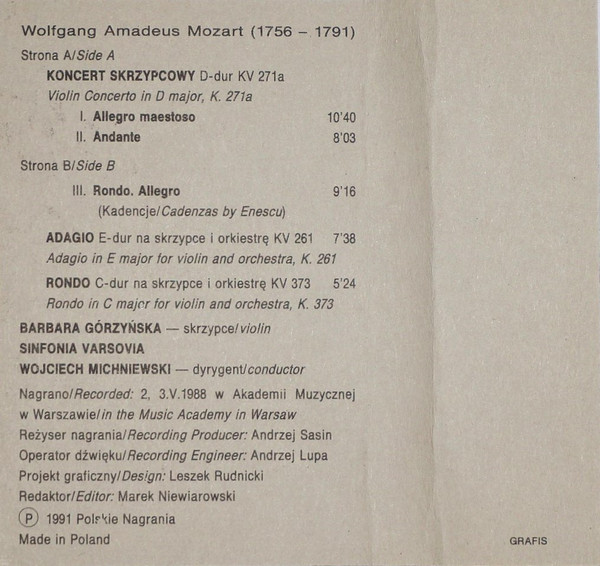 Wolfgang Amadeus Mozart (1756 – 1791)
Strona A/Side A
KONCERT SKRZYPCOWY D-dur KV 271a
Violin Concerto in D major, K. 271a
I. Allegro maestoso 10'40
II. Andante 8'03
Strona B/Side B
III. Rondo. Allegro 9'16
(Kadencje/Cadenzas by Enescu)
ADAGIO E-dur na skrzypce i orkiestrę KV 261 7'38
Adagio in E major for violin and orchestra, K. 261
RONDO C-dur na skrzypce i orkiestrę KV 373 5'24
Rondo in C major for violin and orchestra, K. 373
BARBARA GÓRZYŃSKA — skrzypce/violin
SINFONIA VARSOVIA
WOJCIECH MICHNIEWSKI — dyrygent/conductor
Nagrano/Recorded: 2, 3.V.1988 w Akademii Muzycznej
w Warszawie/in the Music Academy in Warsaw
Reżyser nagrania/Recording Producer: Andrzej Sasin
Operator dźwięku/Recording Engineer: Andrzej Lupa
Projekt graficzny/Design: Leszek Rudnicki
Redaktor/Editor: Marek Niewiarowski
Ⓟ 1991 Polskie Nagrania
Made in Poland
GRAFIS